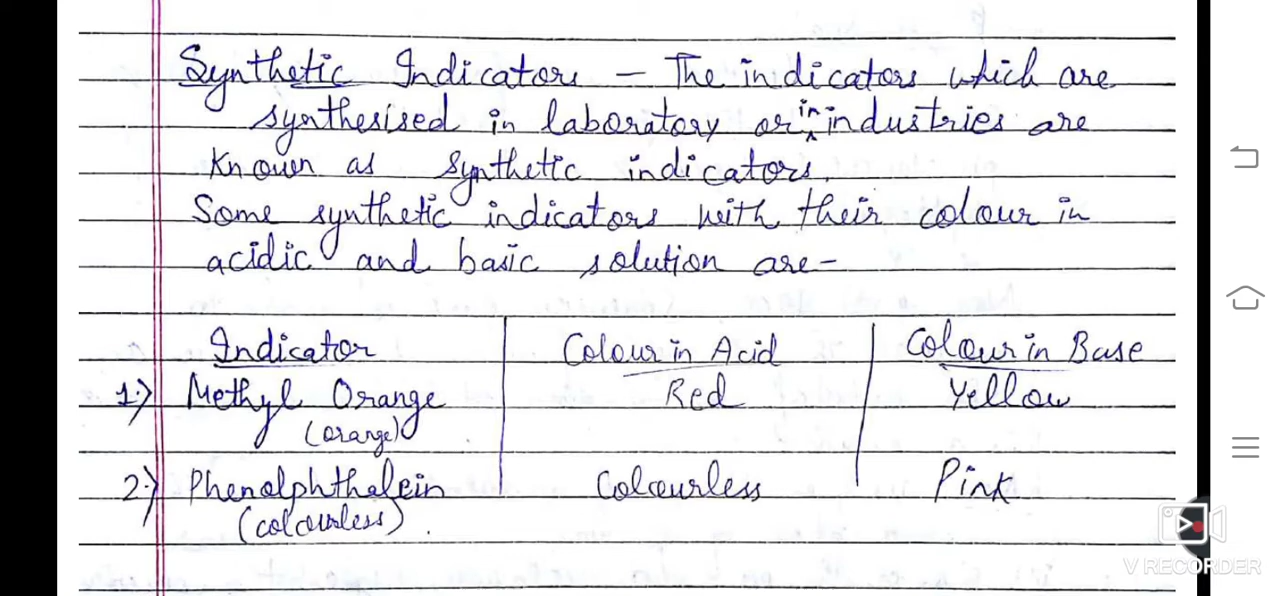 Synthetic Indicators – The indicators which are
synthesised in laboratory or in industries are
known as synthetic indicators.
Some synthetic indicators with their colour in
acidic and basic solution are-
Indicator Colour in Acid Colour in Base
1.) Methyl Orange Red Yellow
(orange)
2.) Phenolphthalein Colourless Pink
(colourless).
V RECORDER